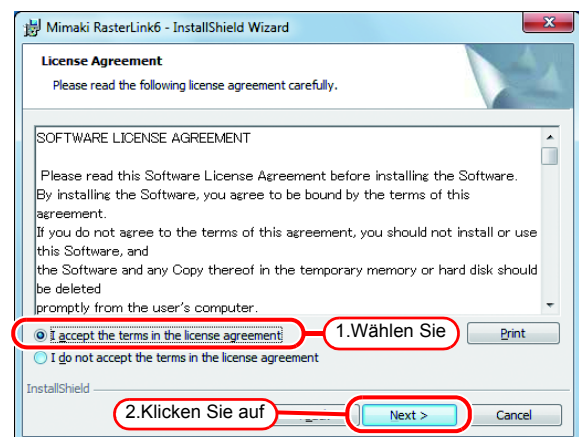 Mimaki RasterLink6 - InstallShield Wizard
License Agreement
Please read the following license agreement carefully.
SOFTWARE LICENSE AGREEMENT
Please read this Software License Agreement before installing the Software.
By installing the Software, you agree to be bound by the terms of this
agreement.
If you do not agree to the terms of this agreement, you should not install or use
this Software, and
the Software and any Copy thereof in the temporary memory or hard disk should
be deleted
promptly from the user's computer.
I accept the terms in the license agreement
1.Wählen Sie
Print
I do not accept the terms in the license agreement
InstallShield
2.Klicken Sie auf
Next >
Cancel